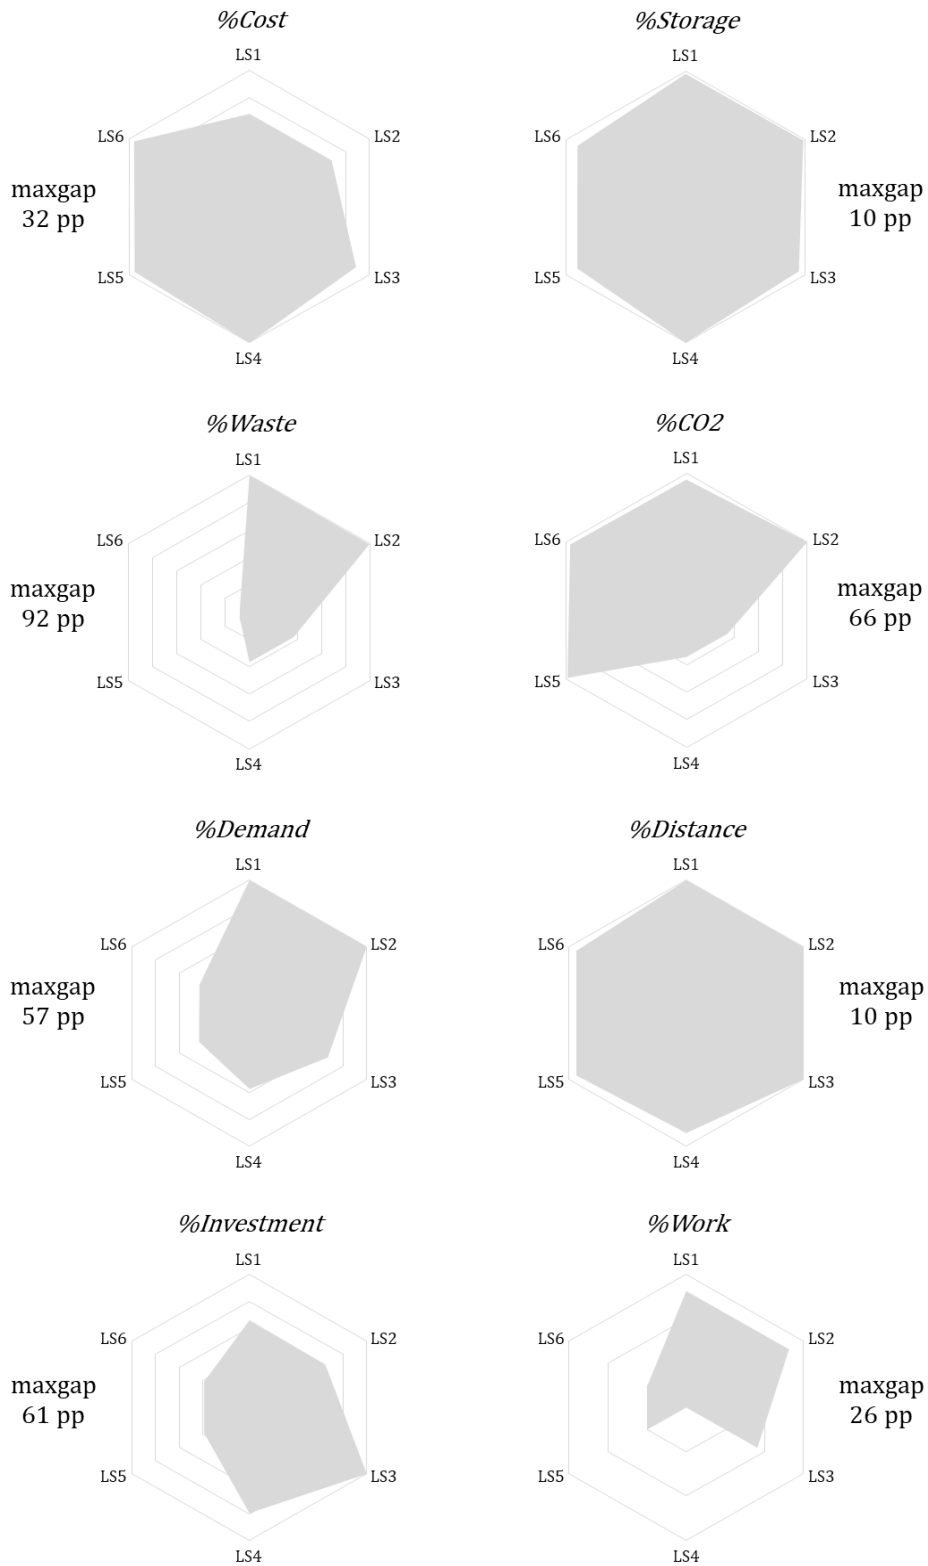 %Cost
LS1
LS2
LS3
LS4
LS5
LS6
maxgap
32 pp
%Storage
LS1
LS2
LS3
LS4
LS5
LS6
maxgap
10 pp
%Waste
LS1
LS2
LS3
LS4
LS5
LS6
maxgap
92 pp
%CO2
LS1
LS2
LS3
LS4
LS5
LS6
maxgap
66 pp
%Demand
LS1
LS2
LS3
LS4
LS5
LS6
maxgap
57 pp
%Distance
LS1
LS2
LS3
LS4
LS5
LS6
maxgap
10 pp
%Investment
LS1
LS2
LS3
LS4
LS5
LS6
maxgap
61 pp
%Work
LS1
LS2
LS3
LS4
LS5
LS6
maxgap
26 pp